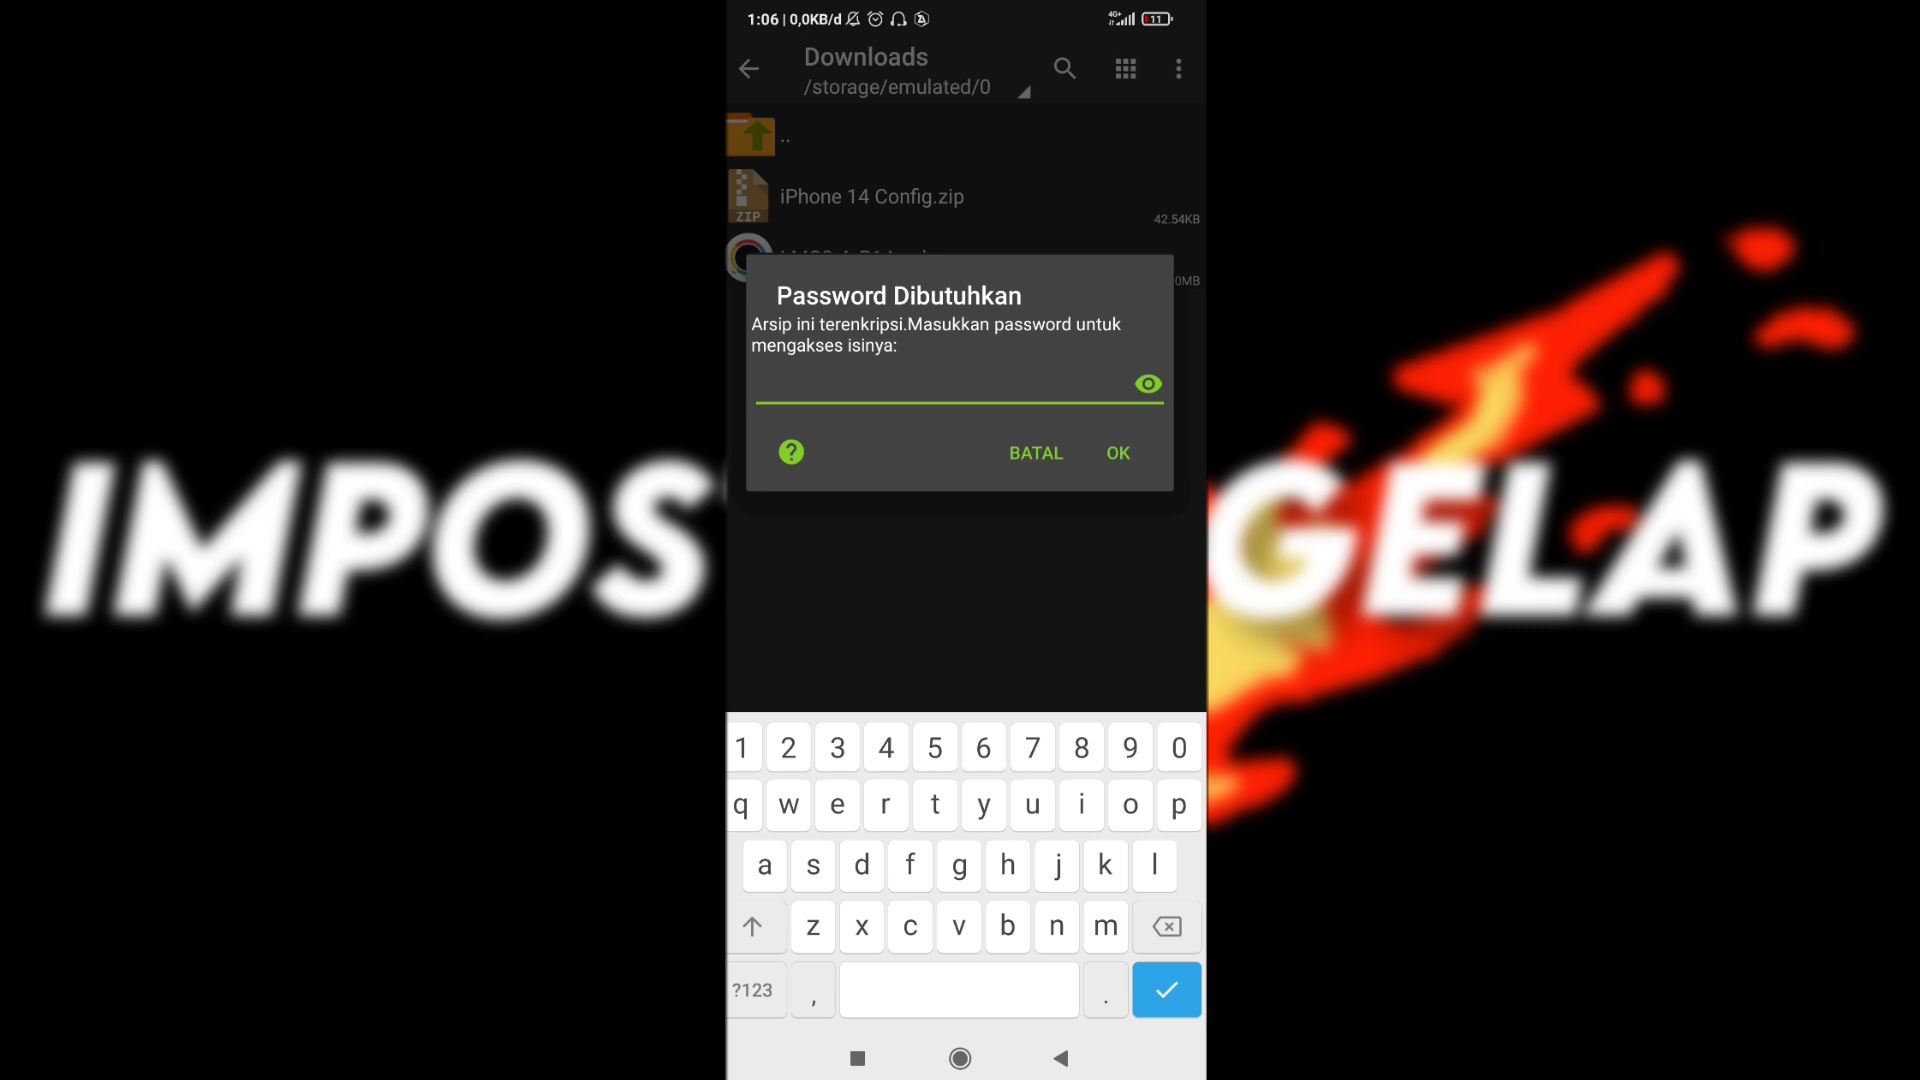 1:06 | 0,0KB/d
4G+
11
Downloads
/storage/emulated/0
..
iPhone 14 Config.zip
ZIP
42.54KB
0MB
Password Dibutuhkan
Arsip ini terenkripsi.Masukkan password untuk
mengakses isinya:
?
BATAL OK
IMPOS GELAP
1 2 3 4 5 6 7 8 9 0
q w e r t y u i o p
a s d f g h j k l
z x c v b n m
?123 , .